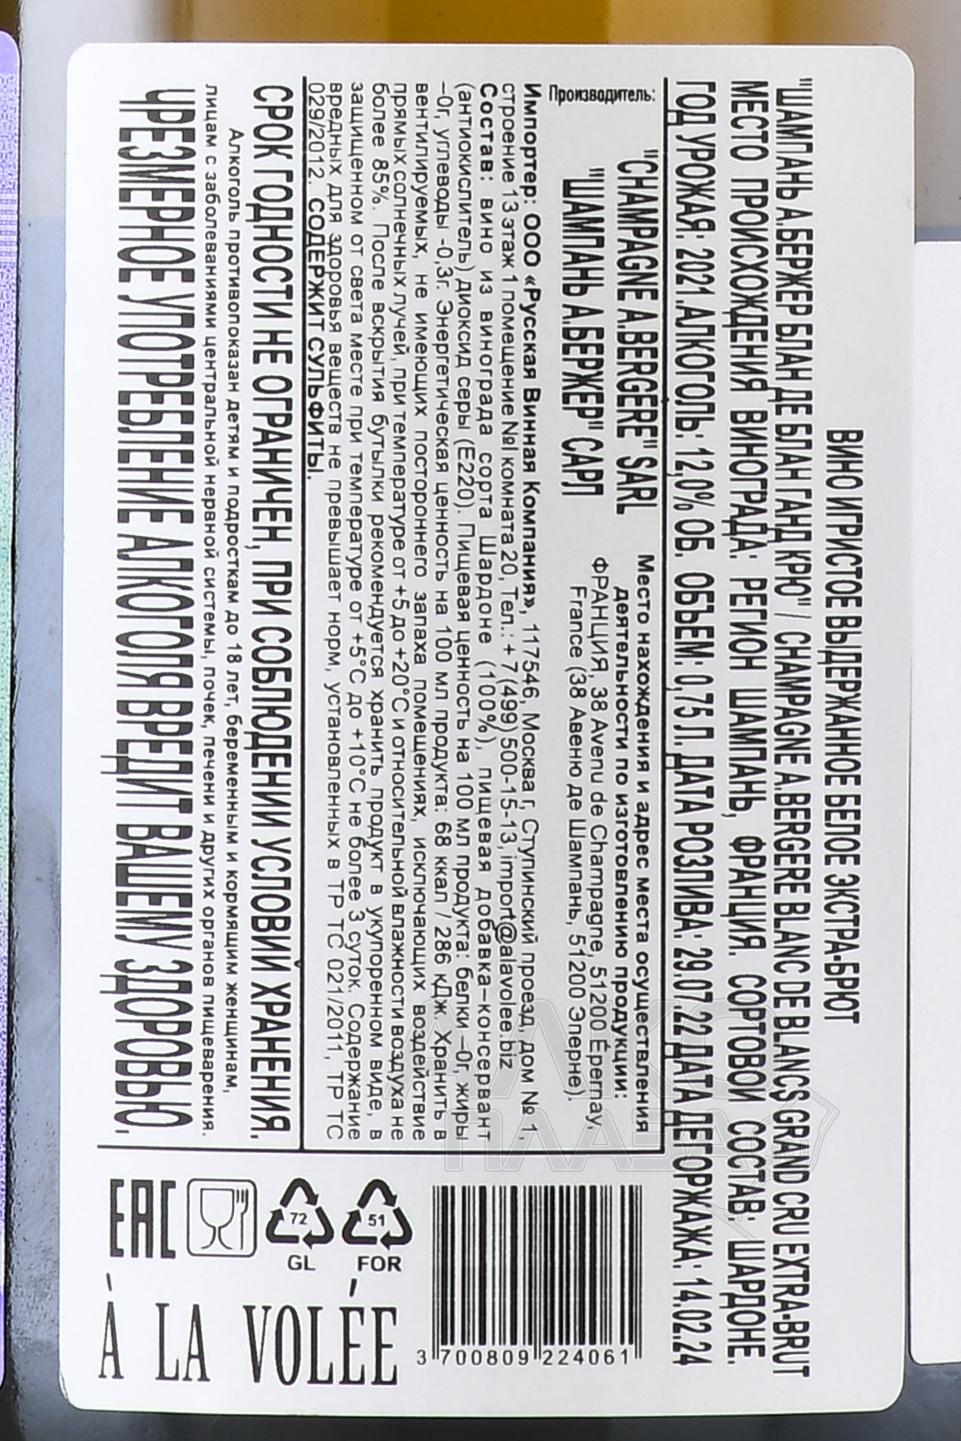 ВИНО ИГРИСТОЕ ВЫДЕРЖАННОЕ БЕЛОЕ ЭКСТРА-БРЮТ
"ШАМПАНЬ А.БЕРЖЕР БЛАН ДЕ БЛАН ГАНД КРЮ" / CHAMPAGNE A.BERGERE BLANC DE BLANCS GRAND CRU EXTRA-BRUT
МЕСТО ПРОИСХОЖДЕНИЯ ВИНОГРАДА: РЕГИОН ШАМПАНЬ, ФРАНЦИЯ. СОРТОВОЙ СОСТАВ: ШАРДОНЕ.
ГОД УРОЖАЯ: 2021. АЛКОГОЛЬ: 12,0% ОБ. ОБЪЕМ: 0,75 Л. ДАТА РОЗЛИВА: 29.07.22 ДАТА ДЕГОРЖАЖА: 14.02.24
Производитель:
"CHAMPAGNE A.BERGERE" SARL
"ШАМПАНЬ А.БЕРЖЕР" САРЛ
Место нахождения и адрес места осуществления
деятельности по изготовлению продукции:
ФРАНЦИЯ, 38 Avenu de Champagne, 51200 Épernay,
France (38 Авеню де Шампань, 51200 Эперне).
Импортер: ООО «Русская Винная Компания», 117546, Москва г, Ступинский проезд, дом № 1,
строение 13 этаж 1 помещение №I комната 20, Тел.: +7 (499) 500-15-13, import@alavolee.biz
Состав: вино из винограда сорта Шардоне (100%), пищевая добавка–консервант
(антиокислитель) диоксид серы (Е220). Пищевая ценность на 100 мл продукта: белки –0г, жиры
–0г, углеводы -0,3г. Энергетическая ценность на 100 мл продукта: 68 ккал / 286 кДж. Хранить в
вентилируемых, не имеющих постороннего запаха помещениях, исключающих воздействие
прямых солнечных лучей, при температуре от +5 до +20°C и относительной влажности воздуха не
более 85%. После вскрытия бутылки рекомендуется хранить продукт в укупоренном виде, в
защищенном от света месте при температуре от +5°C до +10°C не более 3 суток. Содержание
вредных для здоровья веществ не превышает норм, установленных в ТР ТС 021/2011, ТР ТС
029/2012. СОДЕРЖИТ СУЛЬФИТЫ.
СРОК ГОДНОСТИ НЕ ОГРАНИЧЕН, ПРИ СОБЛЮДЕНИИ УСЛОВИЙ ХРАНЕНИЯ.
Алкоголь противопоказан детям и подросткам до 18 лет, беременным и кормящим женщинам,
лицам с заболеваниями центральной нервной системы, почек, печени и других органов пищеварения.
ЧРЕЗМЕРНОЕ УПОТРЕБЛЕНИЕ АЛКОГОЛЯ ВРЕДИТ ВАШЕМУ ЗДОРОВЬЮ.
EAC
72
GL
51
FOR
À LA VOLÉE
3 700809 224061